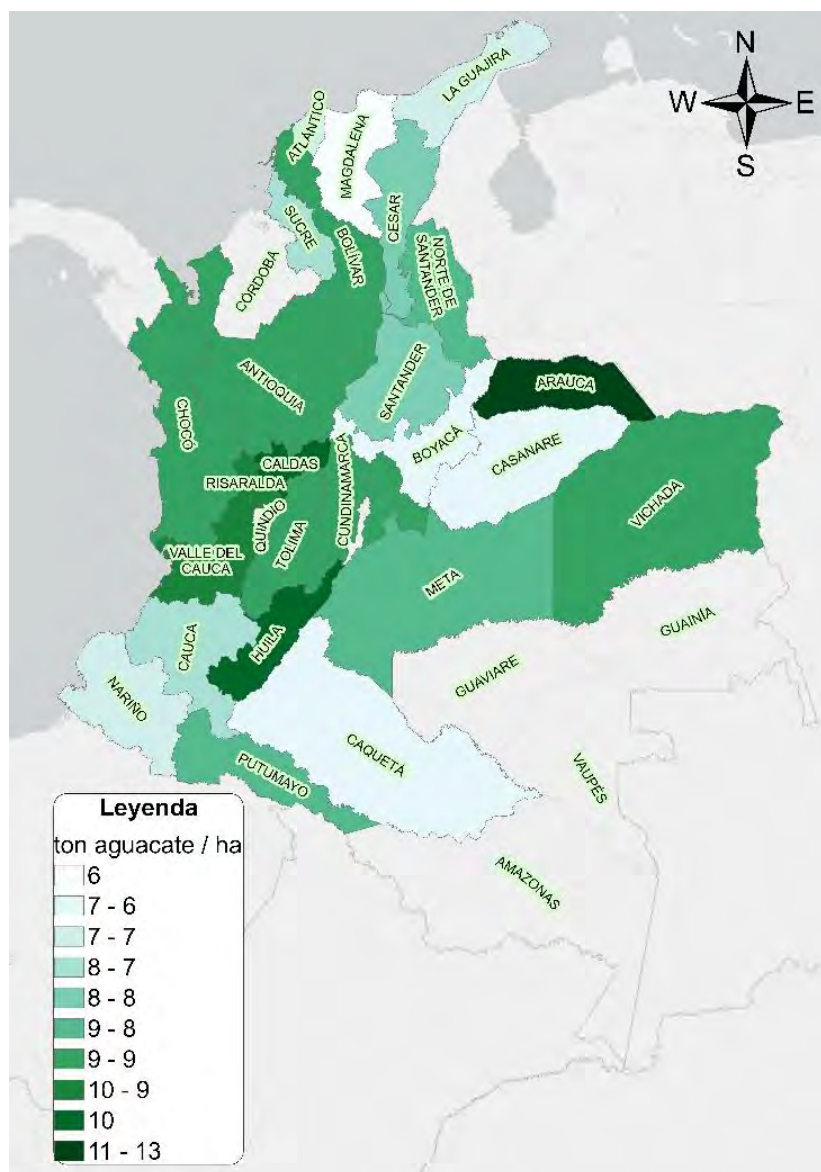 N
W E
S
LA GUAJIRA
ATLÁNTICO
MAGDALENA
CESAR
SUCRE
BOLÍVAR
NORTE DE
SANTANDER
CÓRDOBA
SANTANDER
ARAUCA
ANTIOQUIA
CHOCÓ
BOYACÁ
CASANARE
CALDAS
RISARALDA
CUNDINAMARCA
QUINDÍO
VICHADA
TOLIMA
VALLE DEL
CAUCA
META
GUAINÍA
HUILA
CAUCA
GUAVIARE
NARIÑO
CAQUETA
VAUPÉS
PUTUMAYO
AMAZONAS
Leyenda
ton aguacate / ha
6
7 - 6
7 - 7
8 - 7
8 - 8
9 - 8
9 - 9
10 - 9
10
11 - 13